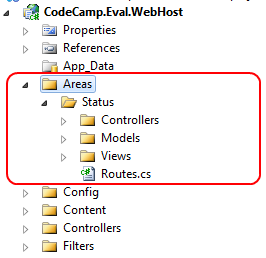 CodeCamp.Eval.WebHost
Properties
References
App_Data
Areas
Status
Controllers
Models
Views
Routes.cs
Config
Content
Controllers
Filters